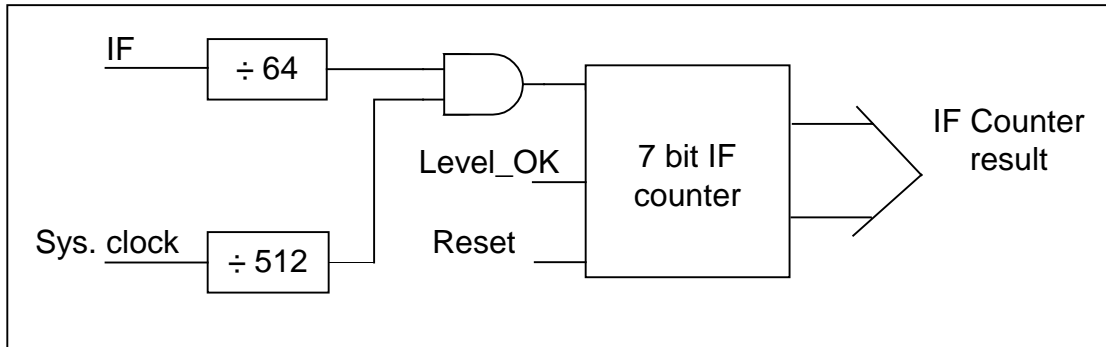 IF
÷ 64
Level_OK
7 bit IF
counter
IF Counter
result
Sys. clock
÷ 512
Reset